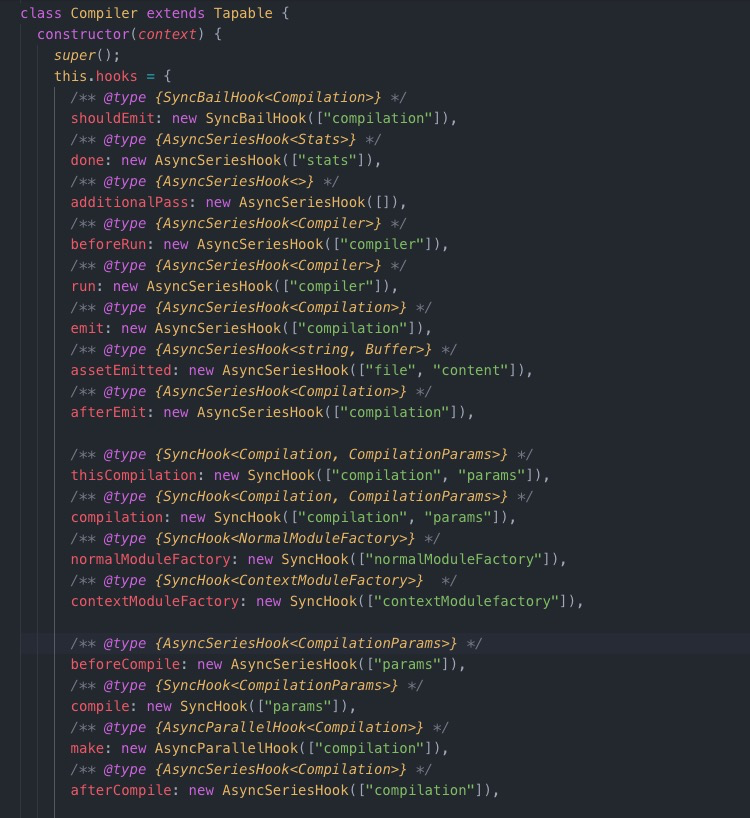 class Compiler extends Tapable {
constructor(context) {
super();
this.hooks = {
/** @type {SyncBailHook<Compilation>} */
shouldEmit: new SyncBailHook(["compilation"]),
/** @type {AsyncSeriesHook<Stats>} */
done: new AsyncSeriesHook(["stats"]),
/** @type {AsyncSeriesHook<>} */
additionalPass: new AsyncSeriesHook([]),
/** @type {AsyncSeriesHook<Compiler>} */
beforeRun: new AsyncSeriesHook(["compiler"]),
/** @type {AsyncSeriesHook<Compiler>} */
run: new AsyncSeriesHook(["compiler"]),
/** @type {AsyncSeriesHook<Compilation>} */
emit: new AsyncSeriesHook(["compilation"]),
/** @type {AsyncSeriesHook<string, Buffer>} */
assetEmitted: new AsyncSeriesHook(["file", "content"]),
/** @type {AsyncSeriesHook<Compilation>} */
afterEmit: new AsyncSeriesHook(["compilation"]),

/** @type {SyncHook<Compilation, CompilationParams>} */
thisCompilation: new SyncHook(["compilation", "params"]),
/** @type {SyncHook<Compilation, CompilationParams>} */
compilation: new SyncHook(["compilation", "params"]),
/** @type {SyncHook<NormalModuleFactory>} */
normalModuleFactory: new SyncHook(["normalModuleFactory"]),
/** @type {SyncHook<ContextModuleFactory>}  */
contextModuleFactory: new SyncHook(["contextModulefactory"]),

/** @type {AsyncSeriesHook<CompilationParams>} */
beforeCompile: new AsyncSeriesHook(["params"]),
/** @type {SyncHook<CompilationParams>} */
compile: new SyncHook(["params"]),
/** @type {AsyncParallelHook<Compilation>} */
make: new AsyncParallelHook(["compilation"]),
/** @type {AsyncSeriesHook<Compilation>} */
afterCompile: new AsyncSeriesHook(["compilation"]),